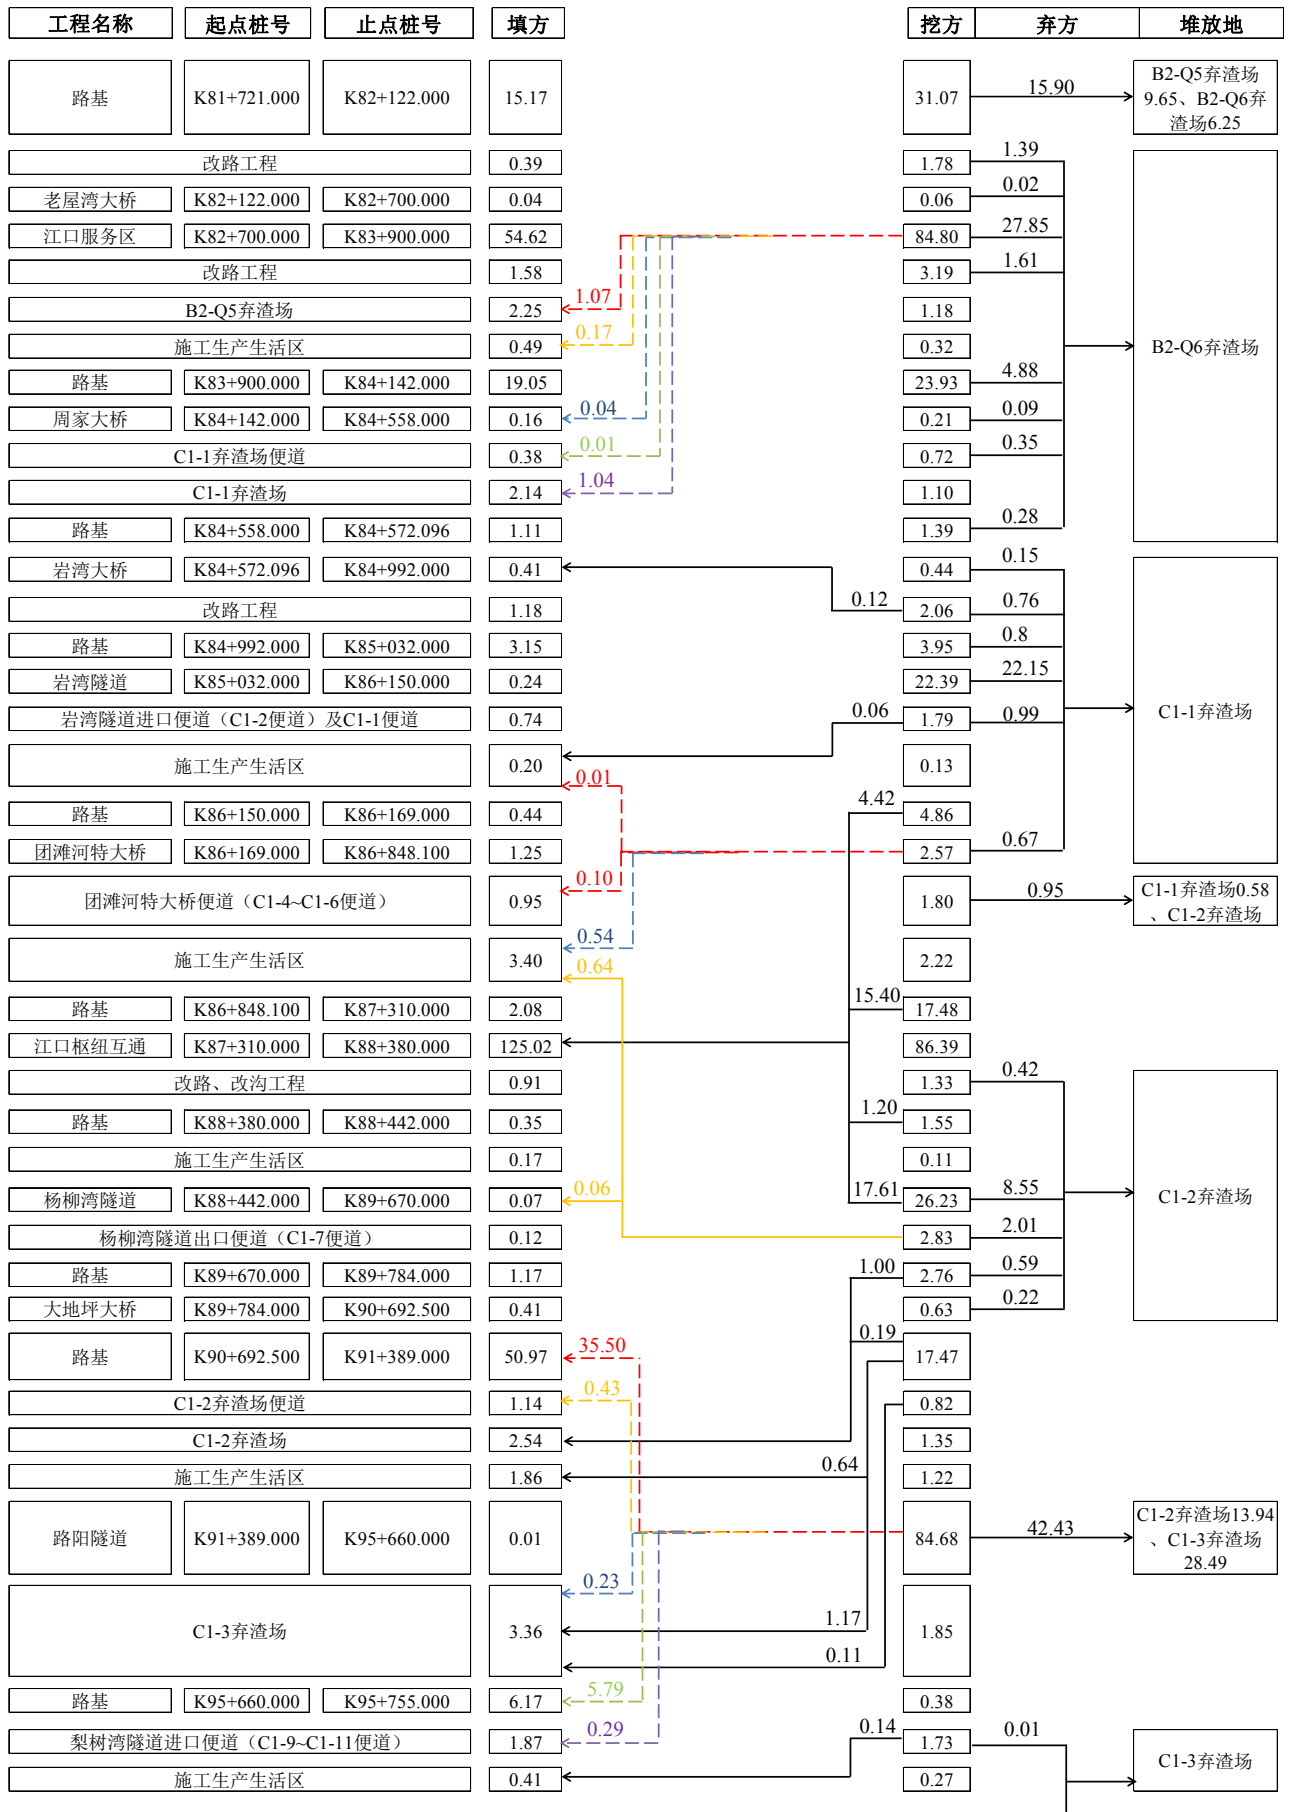 工程名称 起点桩号 止点桩号 填方 挖方 弃方 堆放地
路基 K81+721.000 K82+122.000 15.17 31.07 15.90 B2-Q5弃渣场
9.65、B2-Q6弃
渣场6.25
改路工程 0.39 1.78 1.39
老屋湾大桥 K82+122.000 K82+700.000 0.04 0.06 0.02
江口服务区 K82+700.000 K83+900.000 54.62 84.80 27.85
改路工程 1.58 3.19 1.61
B2-Q5弃渣场 2.25 1.07 1.18
施工生产生活区 0.49 0.17 0.32 B2-Q6弃渣场
路基 K83+900.000 K84+142.000 19.05 23.93 4.88
周家大桥 K84+142.000 K84+558.000 0.16 0.04 0.21 0.09
C1-1弃渣场便道 0.38 0.01 0.72 0.35
C1-1弃渣场 2.14 1.04 1.10
路基 K84+558.000 K84+572.096 1.11 1.39 0.28
岩湾大桥 K84+572.096 K84+992.000 0.41 0.44 0.15
改路工程 1.18 0.12 2.06 0.76
路基 K84+992.000 K85+032.000 3.15 3.95 0.8
岩湾隧道 K85+032.000 K86+150.000 0.24 22.39 22.15
岩湾隧道进口便道（C1-2便道）及C1-1便道 0.74 0.06 1.79 0.99 C1-1弃渣场
施工生产生活区 0.20 0.01 0.13
路基 K86+150.000 K86+169.000 0.44 4.42 4.86
团滩河特大桥 K86+169.000 K86+848.100 1.25 2.57 0.67
团滩河特大桥便道（C1-4~C1-6便道） 0.95 0.10 1.80 0.95 C1-1弃渣场0.58
、C1-2弃渣场
施工生产生活区 3.40 0.54 0.64 2.22
路基 K86+848.100 K87+310.000 2.08 15.40 17.48
江口枢纽互通 K87+310.000 K88+380.000 125.02 86.39
改路、改沟工程 0.91 1.33 0.42
路基 K88+380.000 K88+442.000 0.35 1.20 1.55
施工生产生活区 0.17 0.11
杨柳湾隧道 K88+442.000 K89+670.000 0.07 0.06 17.61 26.23 8.55 C1-2弃渣场
杨柳湾隧道出口便道（C1-7便道） 0.12 2.83 2.01
路基 K89+670.000 K89+784.000 1.17 1.00 2.76 0.59
大地坪大桥 K89+784.000 K90+692.500 0.41 0.63 0.22
路基 K90+692.500 K91+389.000 50.97 35.50 0.19 17.47
C1-2弃渣场便道 1.14 0.43 0.82
C1-2弃渣场 2.54 1.35
施工生产生活区 1.86 0.64 1.22
路阳隧道 K91+389.000 K95+660.000 0.01 84.68 42.43 C1-2弃渣场13.94
、C1-3弃渣场
28.49
C1-3弃渣场 3.36 0.23 1.17 0.11 1.85
路基 K95+660.000 K95+755.000 6.17 5.79 0.38
梨树湾隧道进口便道（C1-9~C1-11便道） 1.87 0.29 0.14 1.73 0.01 C1-3弃渣场
施工生产生活区 0.41 0.27